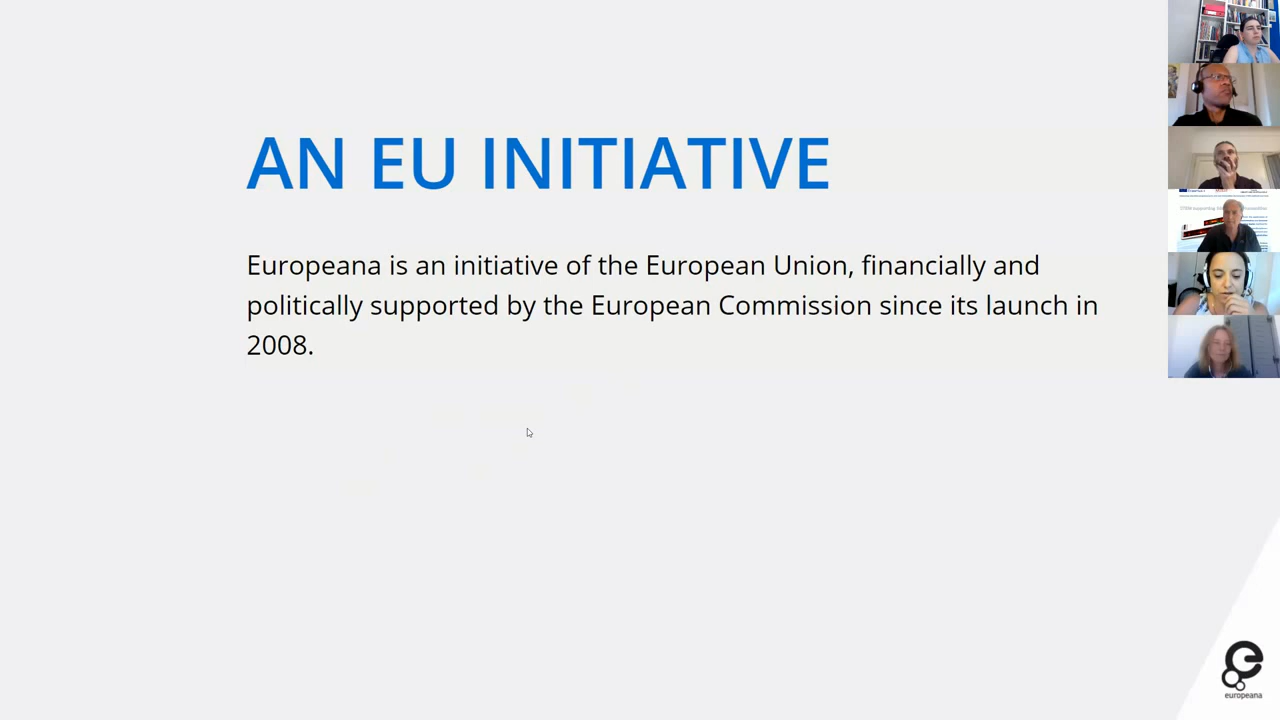 AN EU INITIATIVE
Europeana is an initiative of the European Union, financially and
politically supported by the European Commission since its launch in
2008.
europeana